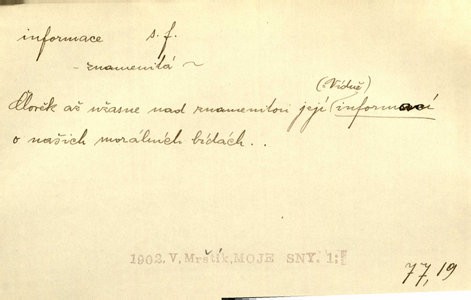 informace s. f.
- znamenitá -
(Vídně)
Člověk až užasne nad znamenitou její (informací
o našich morálních bídách..
1902. V, Mrštík, MOJE SNY. 1:
77, 19